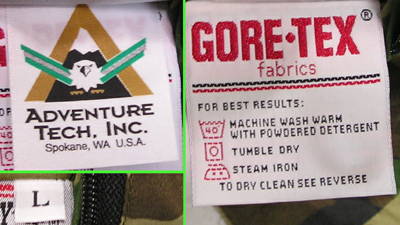 ADVENTURE
TECH, INC.
Spokane, WA U.S.A.
L
GORE-TEX®
fabrics
FOR BEST RESULTS:
40° MACHINE WASH WARM
WITH POWDERED DETERGENT
TUMBLE DRY
STEAM IRON
TO DRY CLEAN SEE REVERSE